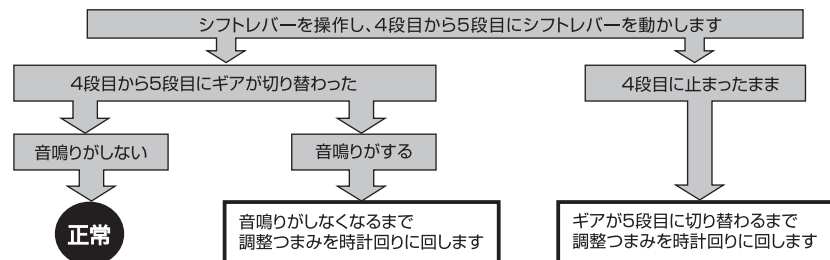 シフトレバーを操作し、4段目から5段目にシフトレバーを動かします
4段目から5段目にギアが切り替わった
4段目に止まったまま
音鳴りがしない
音鳴りがする
正常
音鳴りがしなくなるまで
調整つまみを時計回りに回します
ギアが5段目に切り替わるまで
調整つまみを時計回りに回します